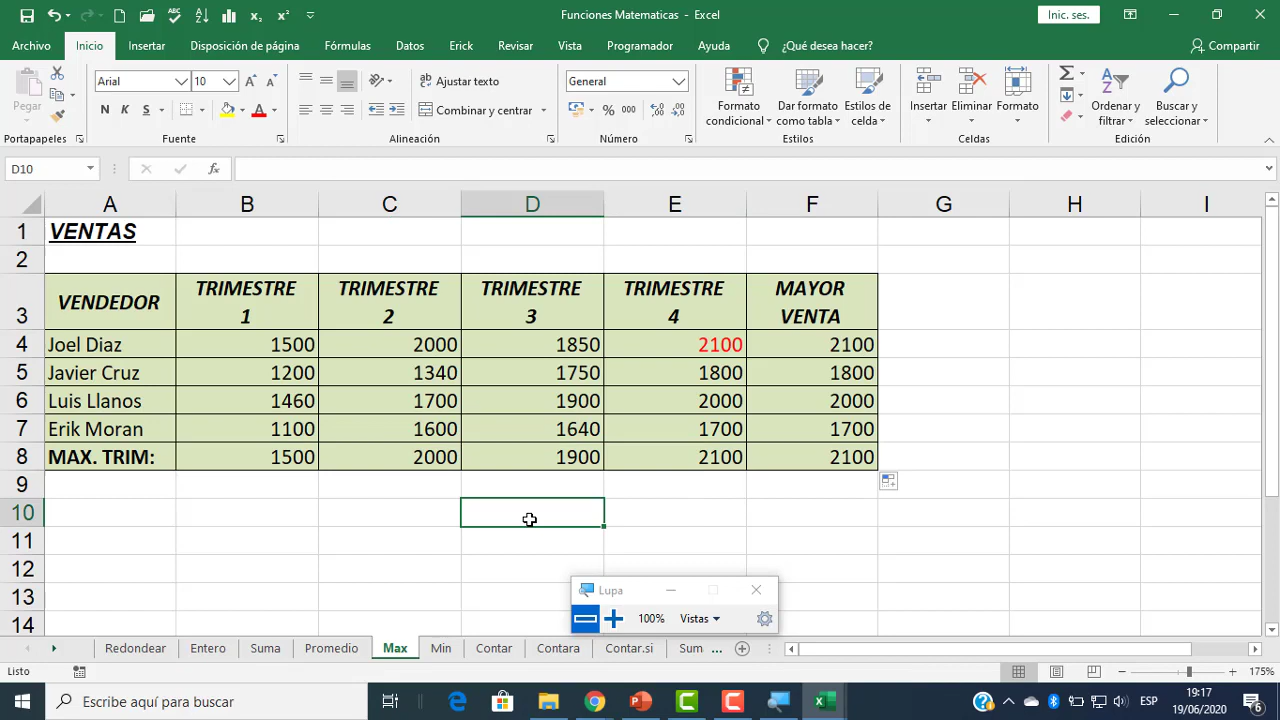 Funciones Matematicas - Excel
Inic. ses.
Archivo Inicio Insertar Disposición de página Fórmulas Datos Erick Revisar Vista Programador Ayuda ¿Qué desea hacer? Compartir
Pegar
Arial 10
N K S
Ajustar texto
Combinar y centrar
General
% 000
Formato condicional
Dar formato como tabla
Estilos de celda
Insertar Eliminar Formato
Ordenar y filtrar
Buscar y seleccionar
Portapapeles Fuente Alineación Número Estilos Celdas Edición
D10 fx
A B C D E F G H I
1 VENTAS
2
3 VENDEDOR TRIMESTRE 1 TRIMESTRE 2 TRIMESTRE 3 TRIMESTRE 4 MAYOR VENTA
4 Joel Diaz 1500 2000 1850 2100 2100
5 Javier Cruz 1200 1340 1750 1800 1800
6 Luis Llanos 1460 1700 1900 2000 2000
7 Erik Moran 1100 1600 1640 1700 1700
8 MAX. TRIM: 1500 2000 1900 2100 2100
9
10
11
12
13
14
Lupa
100% Vistas
Redondear Entero Suma Promedio Max Min Contar Contara Contar.si Sum ...
Listo 175%
Escribe aquí para buscar
ESP
19:17
19/06/2020
6